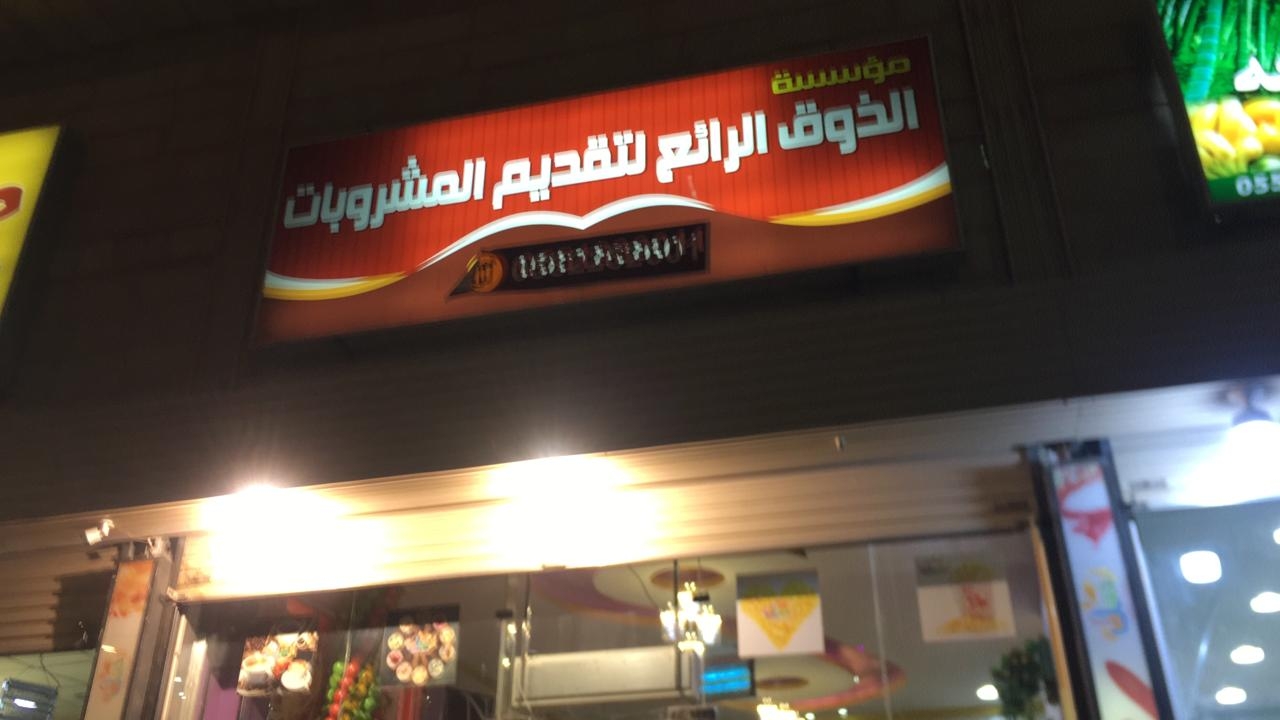 مؤسسة
الذوق الرائع لتقديم المشروبات